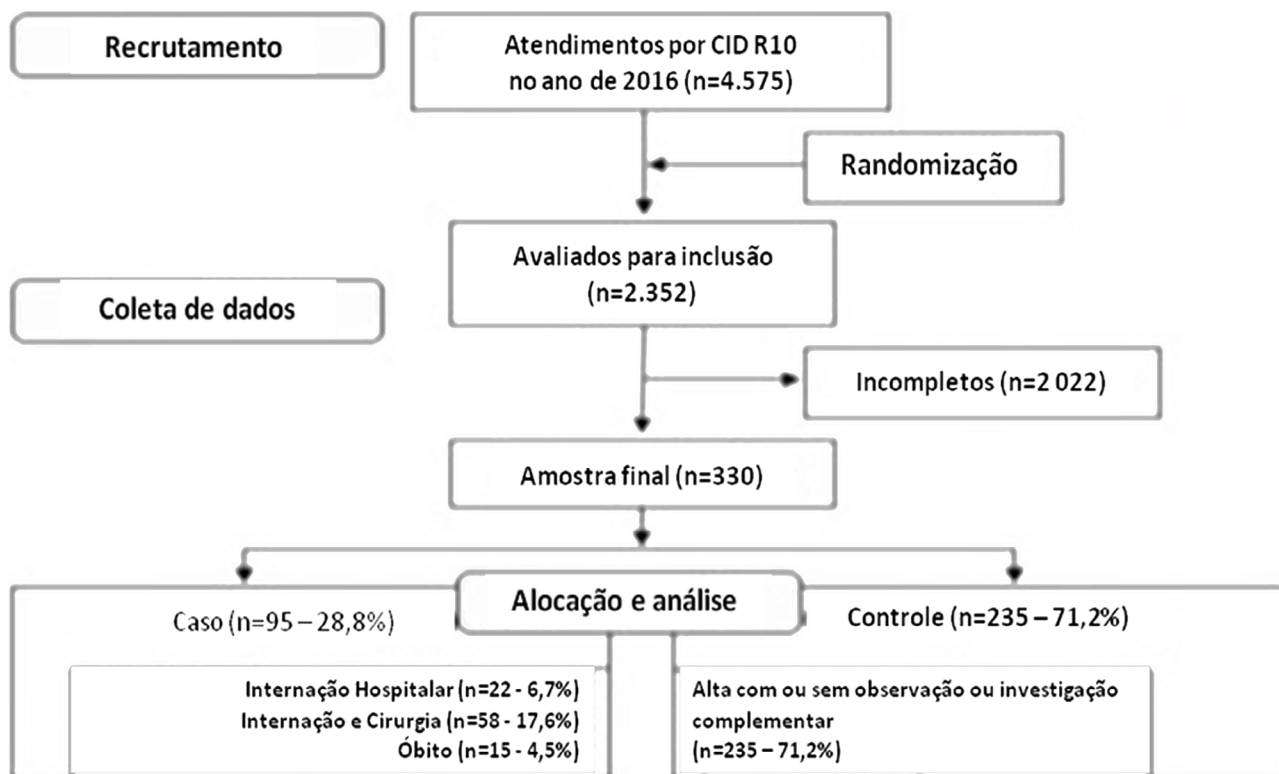 Recrutamento
Atendimentos por CID R10
no ano de 2016 (n=4.575)
Randomização
Avaliados para inclusão
(n=2.352)
Coleta de dados
Incompletos (n=2 022)
Amostra final (n=330)
Alocação e análise
Caso (n=95 – 28,8%)
Controle (n=235 – 71,2%)
Internação Hospitalar (n=22 - 6,7%)
Internação e Cirurgia (n=58 - 17,6%)
Óbito (n=15 - 4,5%)
Alta com ou sem observação ou investigação
complementar
(n=235 – 71,2%)